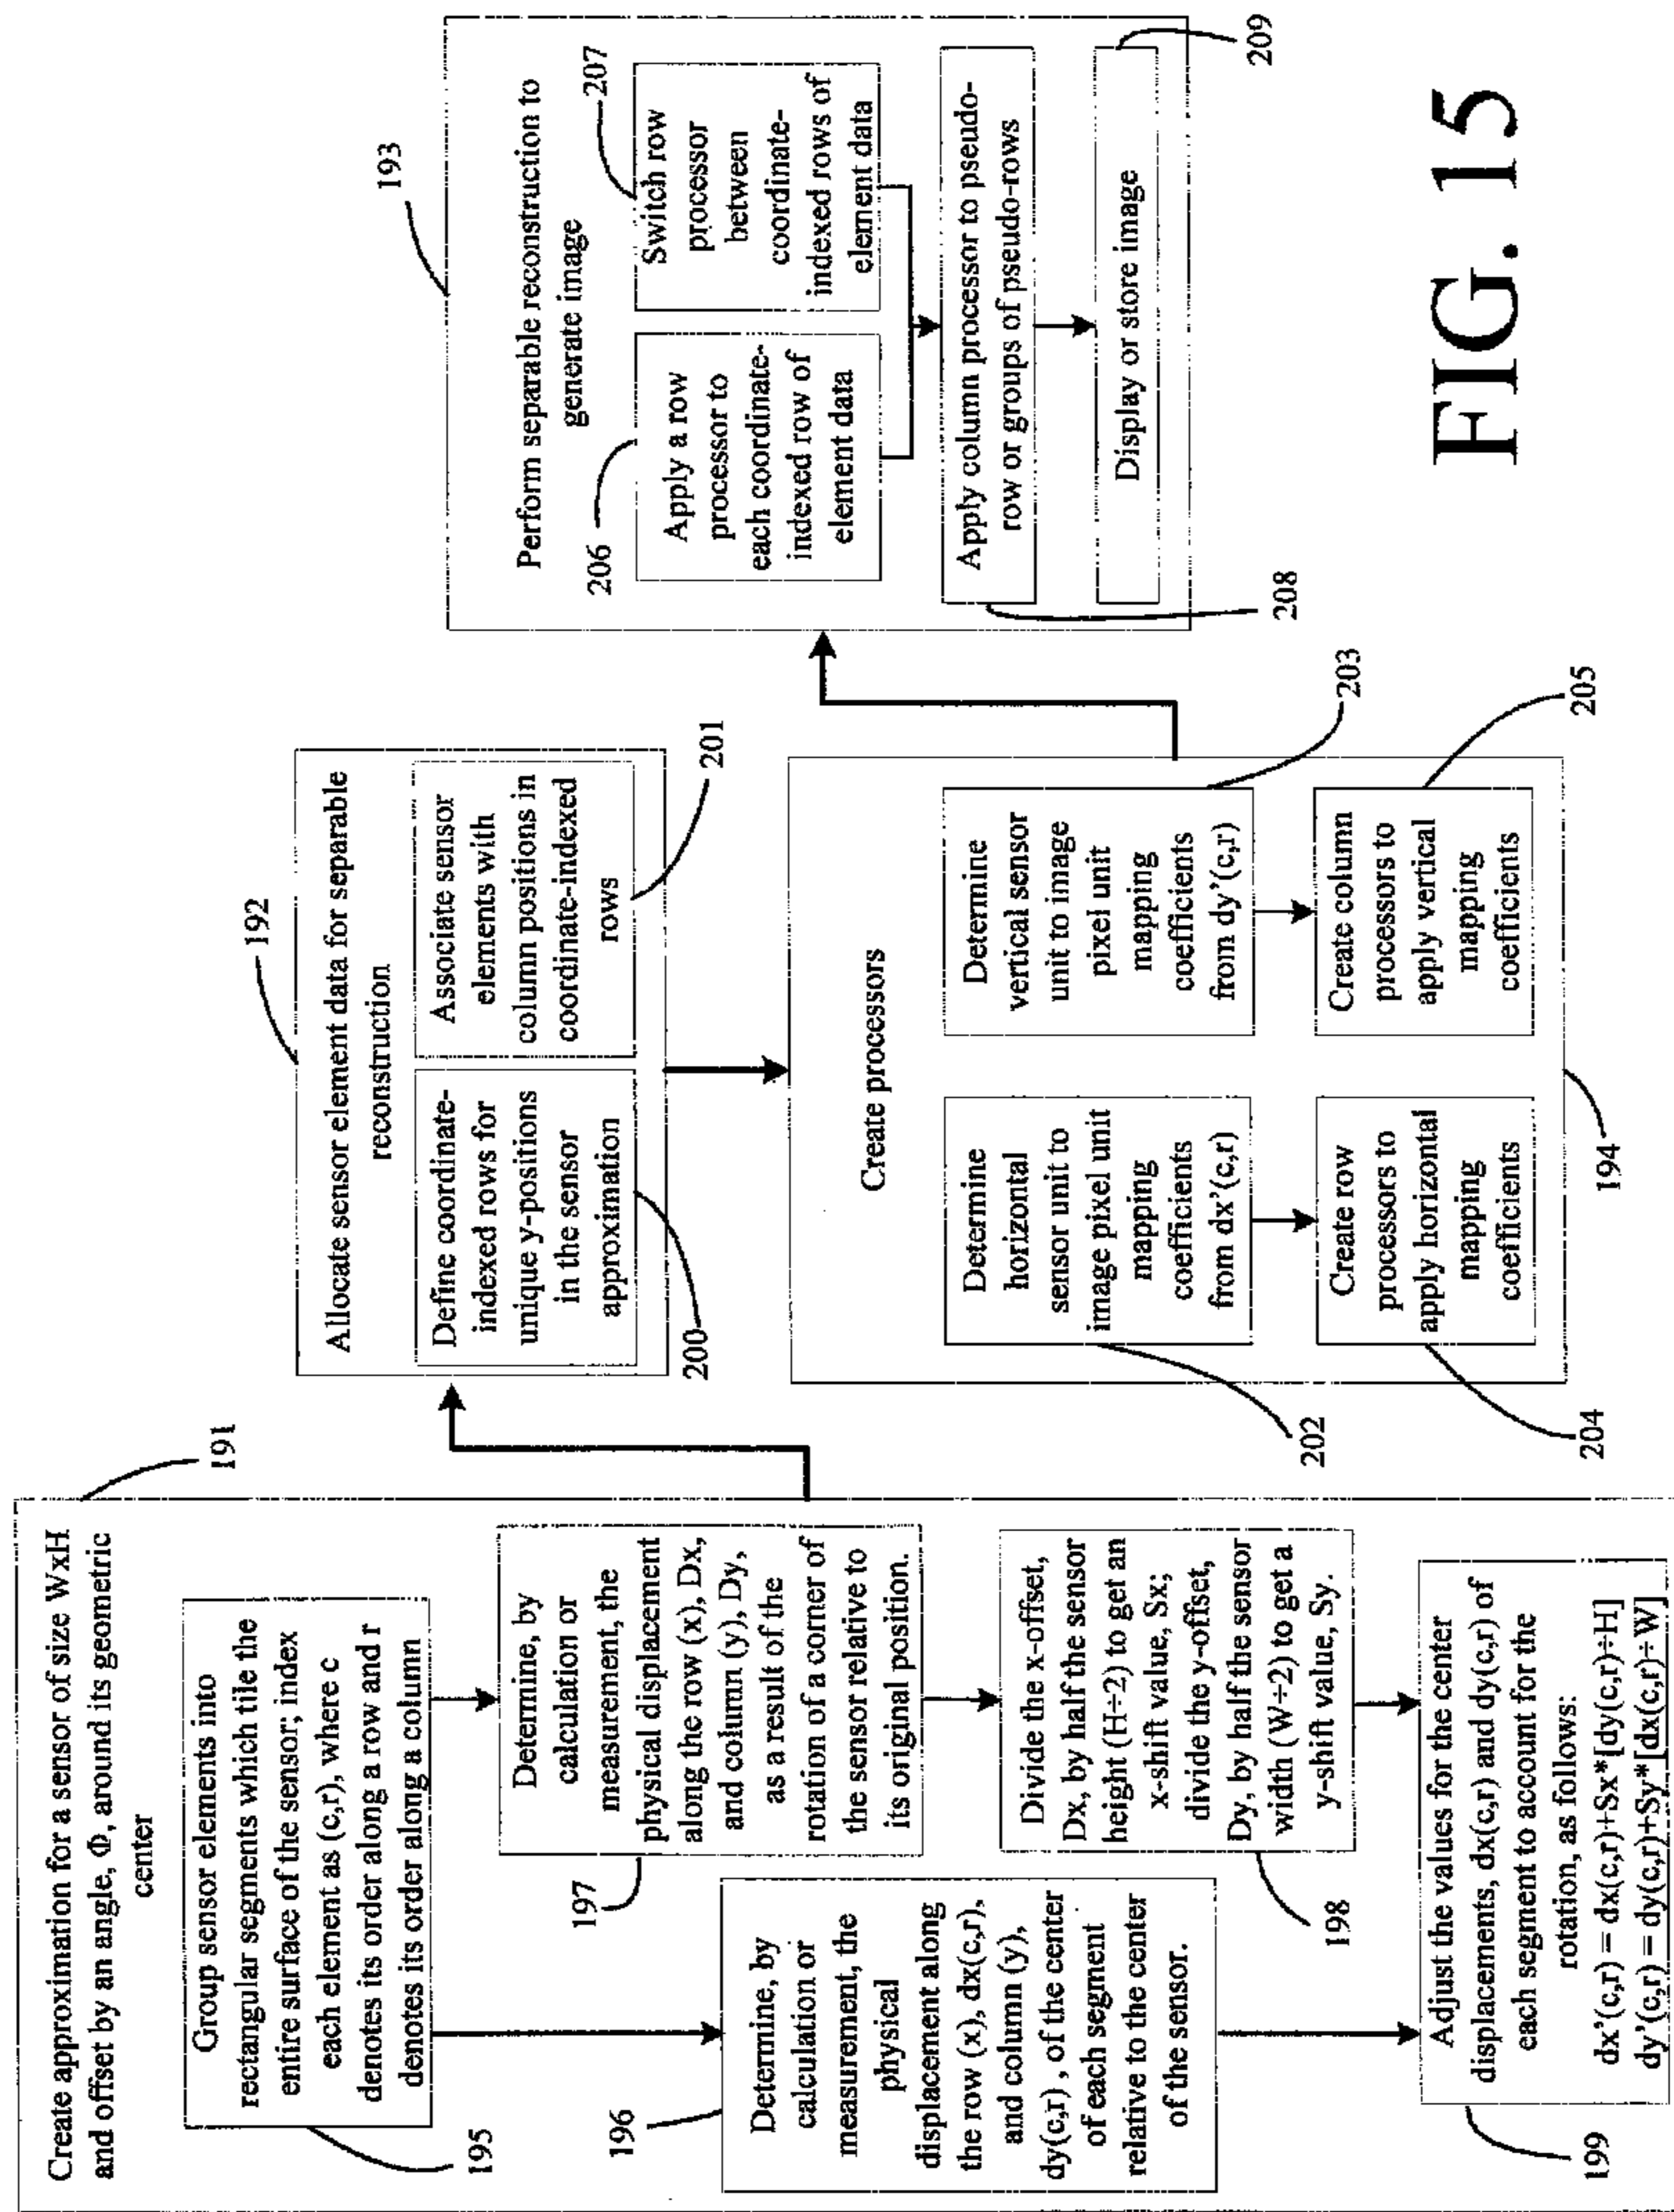 191
Create approximation for a sensor of size WxH
and offset by an angle, Φ, around its geometric
center
Group sensor elements into
rectangular segments which tile the
entire surface of the sensor; index
each element as (c,r), where c
denotes its order along a row and r
denotes its order along a column
195
196
Determine, by
calculation or
measurement, the
physical
displacement along
the row (x), dx(c,r),
and column (y),
dy(c,r) , of the center
of each segment
relative to the center
of the sensor.
197
Determine, by
calculation or
measurement, the
physical displacement
along the row (x), Dx,
and column (y), Dy,
as a result of the
rotation of a corner of
the sensor relative to
its original position.
Divide the x-offset,
Dx, by half the sensor
height (H÷2) to get an
x-shift value, Sx;
divide the y-offset,
Dy, by half the sensor
width (W÷2) to get a
y-shift value, Sy.
198
Adjust the values for the center
displacements, dx(c,r) and dy(c,r) of
each segment to account for the
rotation, as follows:
dx’(c,r) = dx(c,r)+Sx*[dy(c,r)÷H]
dy’(c,r) = dy(c,r)+Sy*[dx(c,r)÷W]
199
192
Allocate sensor element data for separable
reconstruction
Define coordinate-
indexed rows for
unique y-positions
in the sensor
approximation
200
Associate sensor
elements with
column positions in
coordinate-indexed
rows
201
Create processors
Determine
horizontal
sensor unit to
image pixel unit
mapping
coefficients
from dx’(c,r)
202
Determine
vertical sensor
unit to image
pixel unit
mapping
coefficients
from dy’(c,r)
203
Create row
processors to
apply horizontal
mapping
coefficients
204
Create column
processors to
apply vertical
mapping
coefficients
205
194
193
Perform separable reconstruction to
generate image
206
Apply a row
processor to
each coordinate-
indexed row of
element data
207
Switch row
processor
between
coordinate-
indexed rows of
element data
Apply column processor to pseudo-
row or groups of pseudo-rows
208
Display or store image
209
FIG. 15